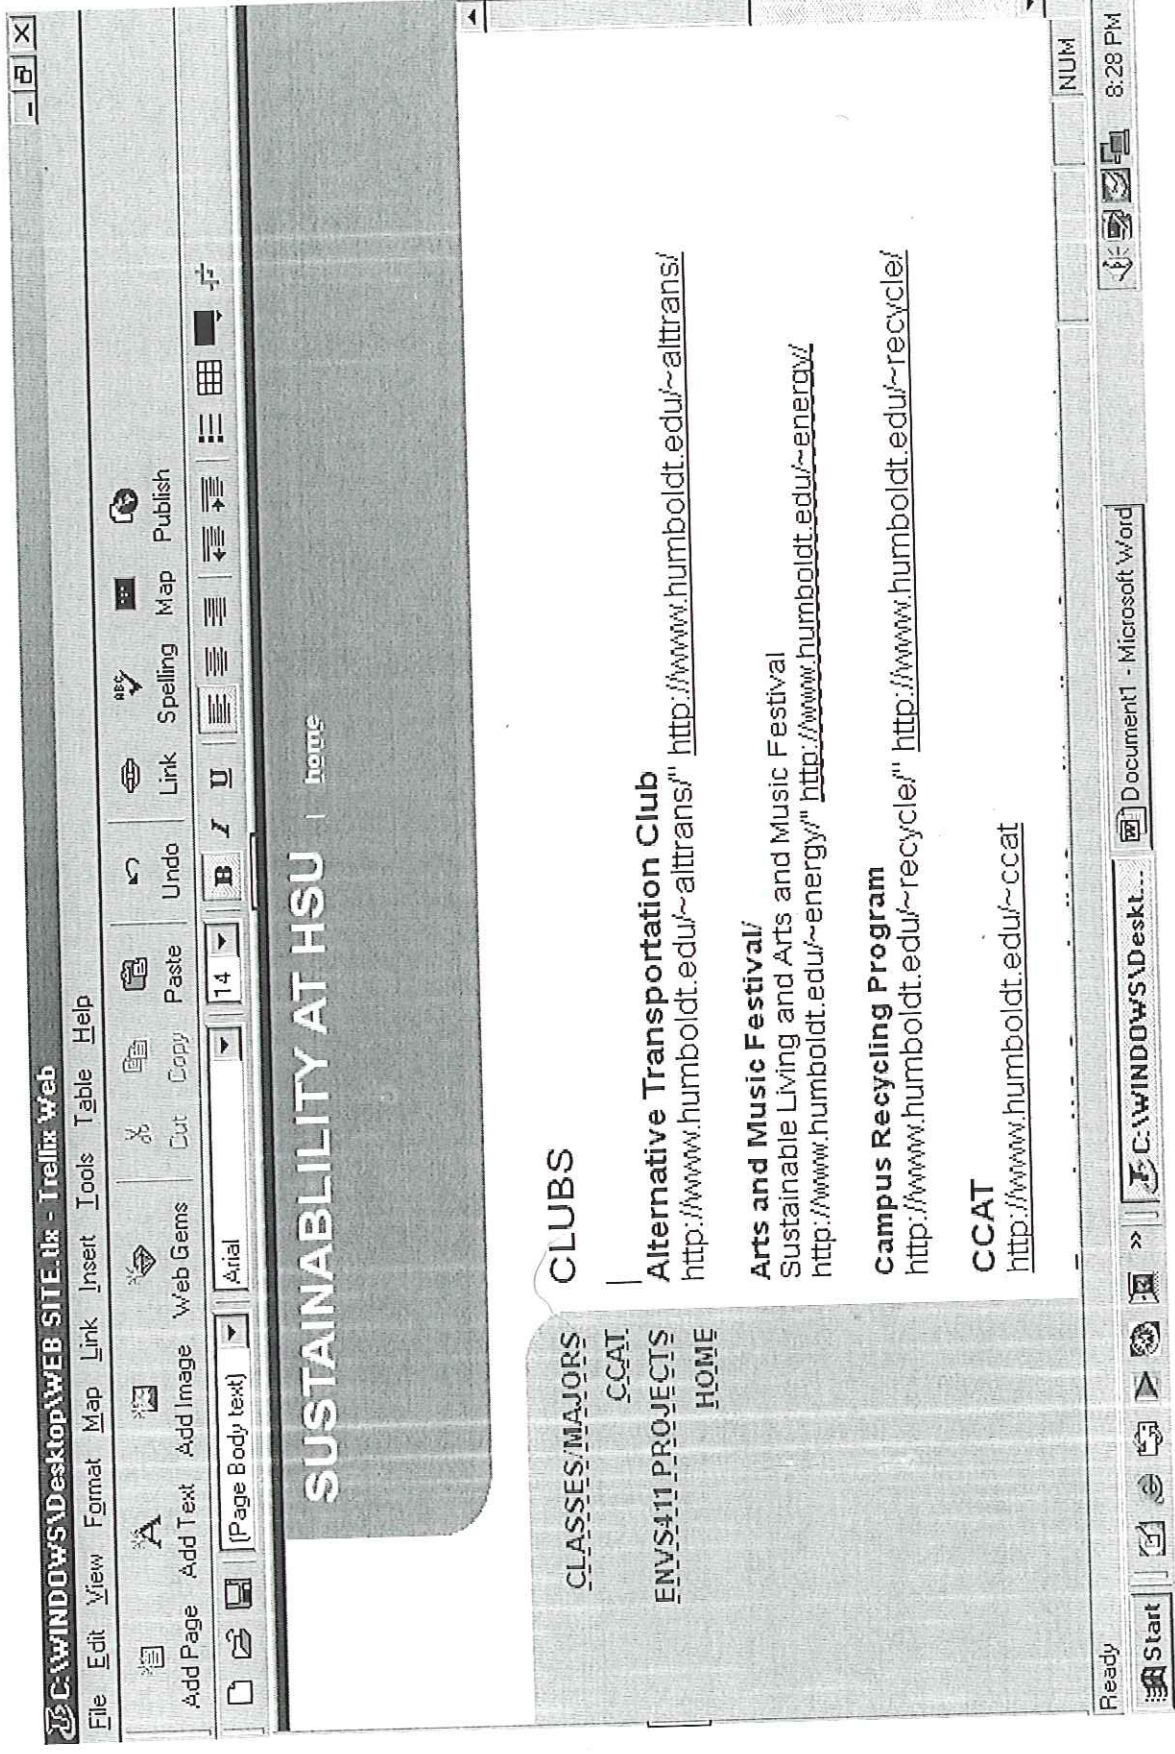 C:\WINDOWS\Desktop\WEB SITE.tlx - Trellix Web
File Edit View Format Map Link Insert Tools Table Help
Add Page Add Text Add Image Web Gems Cut Copy Paste Undo Link Spelling Map Publish
(Page Body text) Arial 14 B I U
SUSTAINABLILITY AT HSU | home
CLASSES/MAJORS
CCAT
ENVS411 PROJECTS
HOME
CLUBS
Alternative Transportation Club
http://www.humboldt.edu/~alttrans/" http://www.humboldt.edu/~alttrans/
Arts and Music Festival/
Sustainable Living and Arts and Music Festival
http://www.humboldt.edu/~energy/" http://www.humboldt.edu/~energy/
Campus Recycling Program
http://www.humboldt.edu/~recycle/" http://www.humboldt.edu/~recycle/
CCAT
http://www.humboldt.edu/~ccat
Ready NUM
Start » C:\WINDOWS\Deskt... Document1 - Microsoft Word 8:28 PM